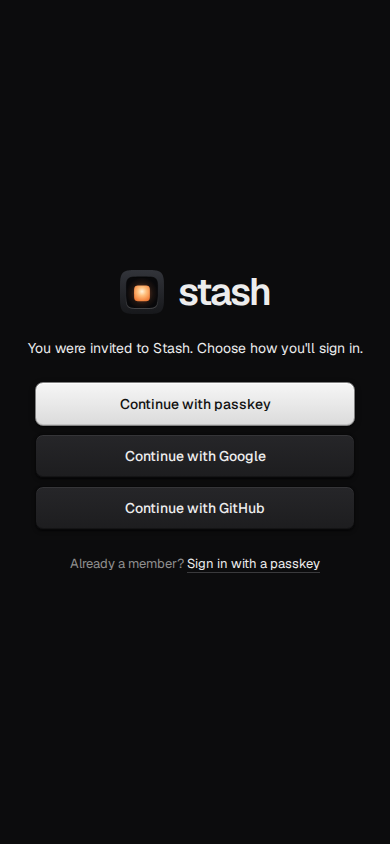 stash
You were invited to Stash. Choose how you'll sign in.
Continue with passkey
Continue with Google
Continue with GitHub
Already a member? Sign in with a passkey